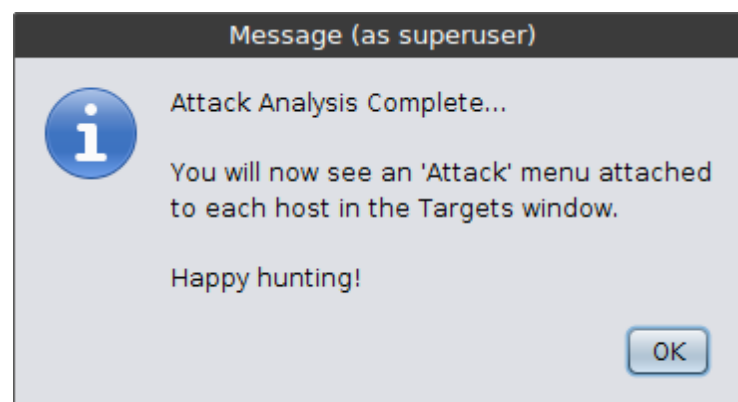 Message (as superuser)
Attack Analysis Complete...
You will now see an 'Attack' menu attached
to each host in the Targets window.
Happy hunting!
OK